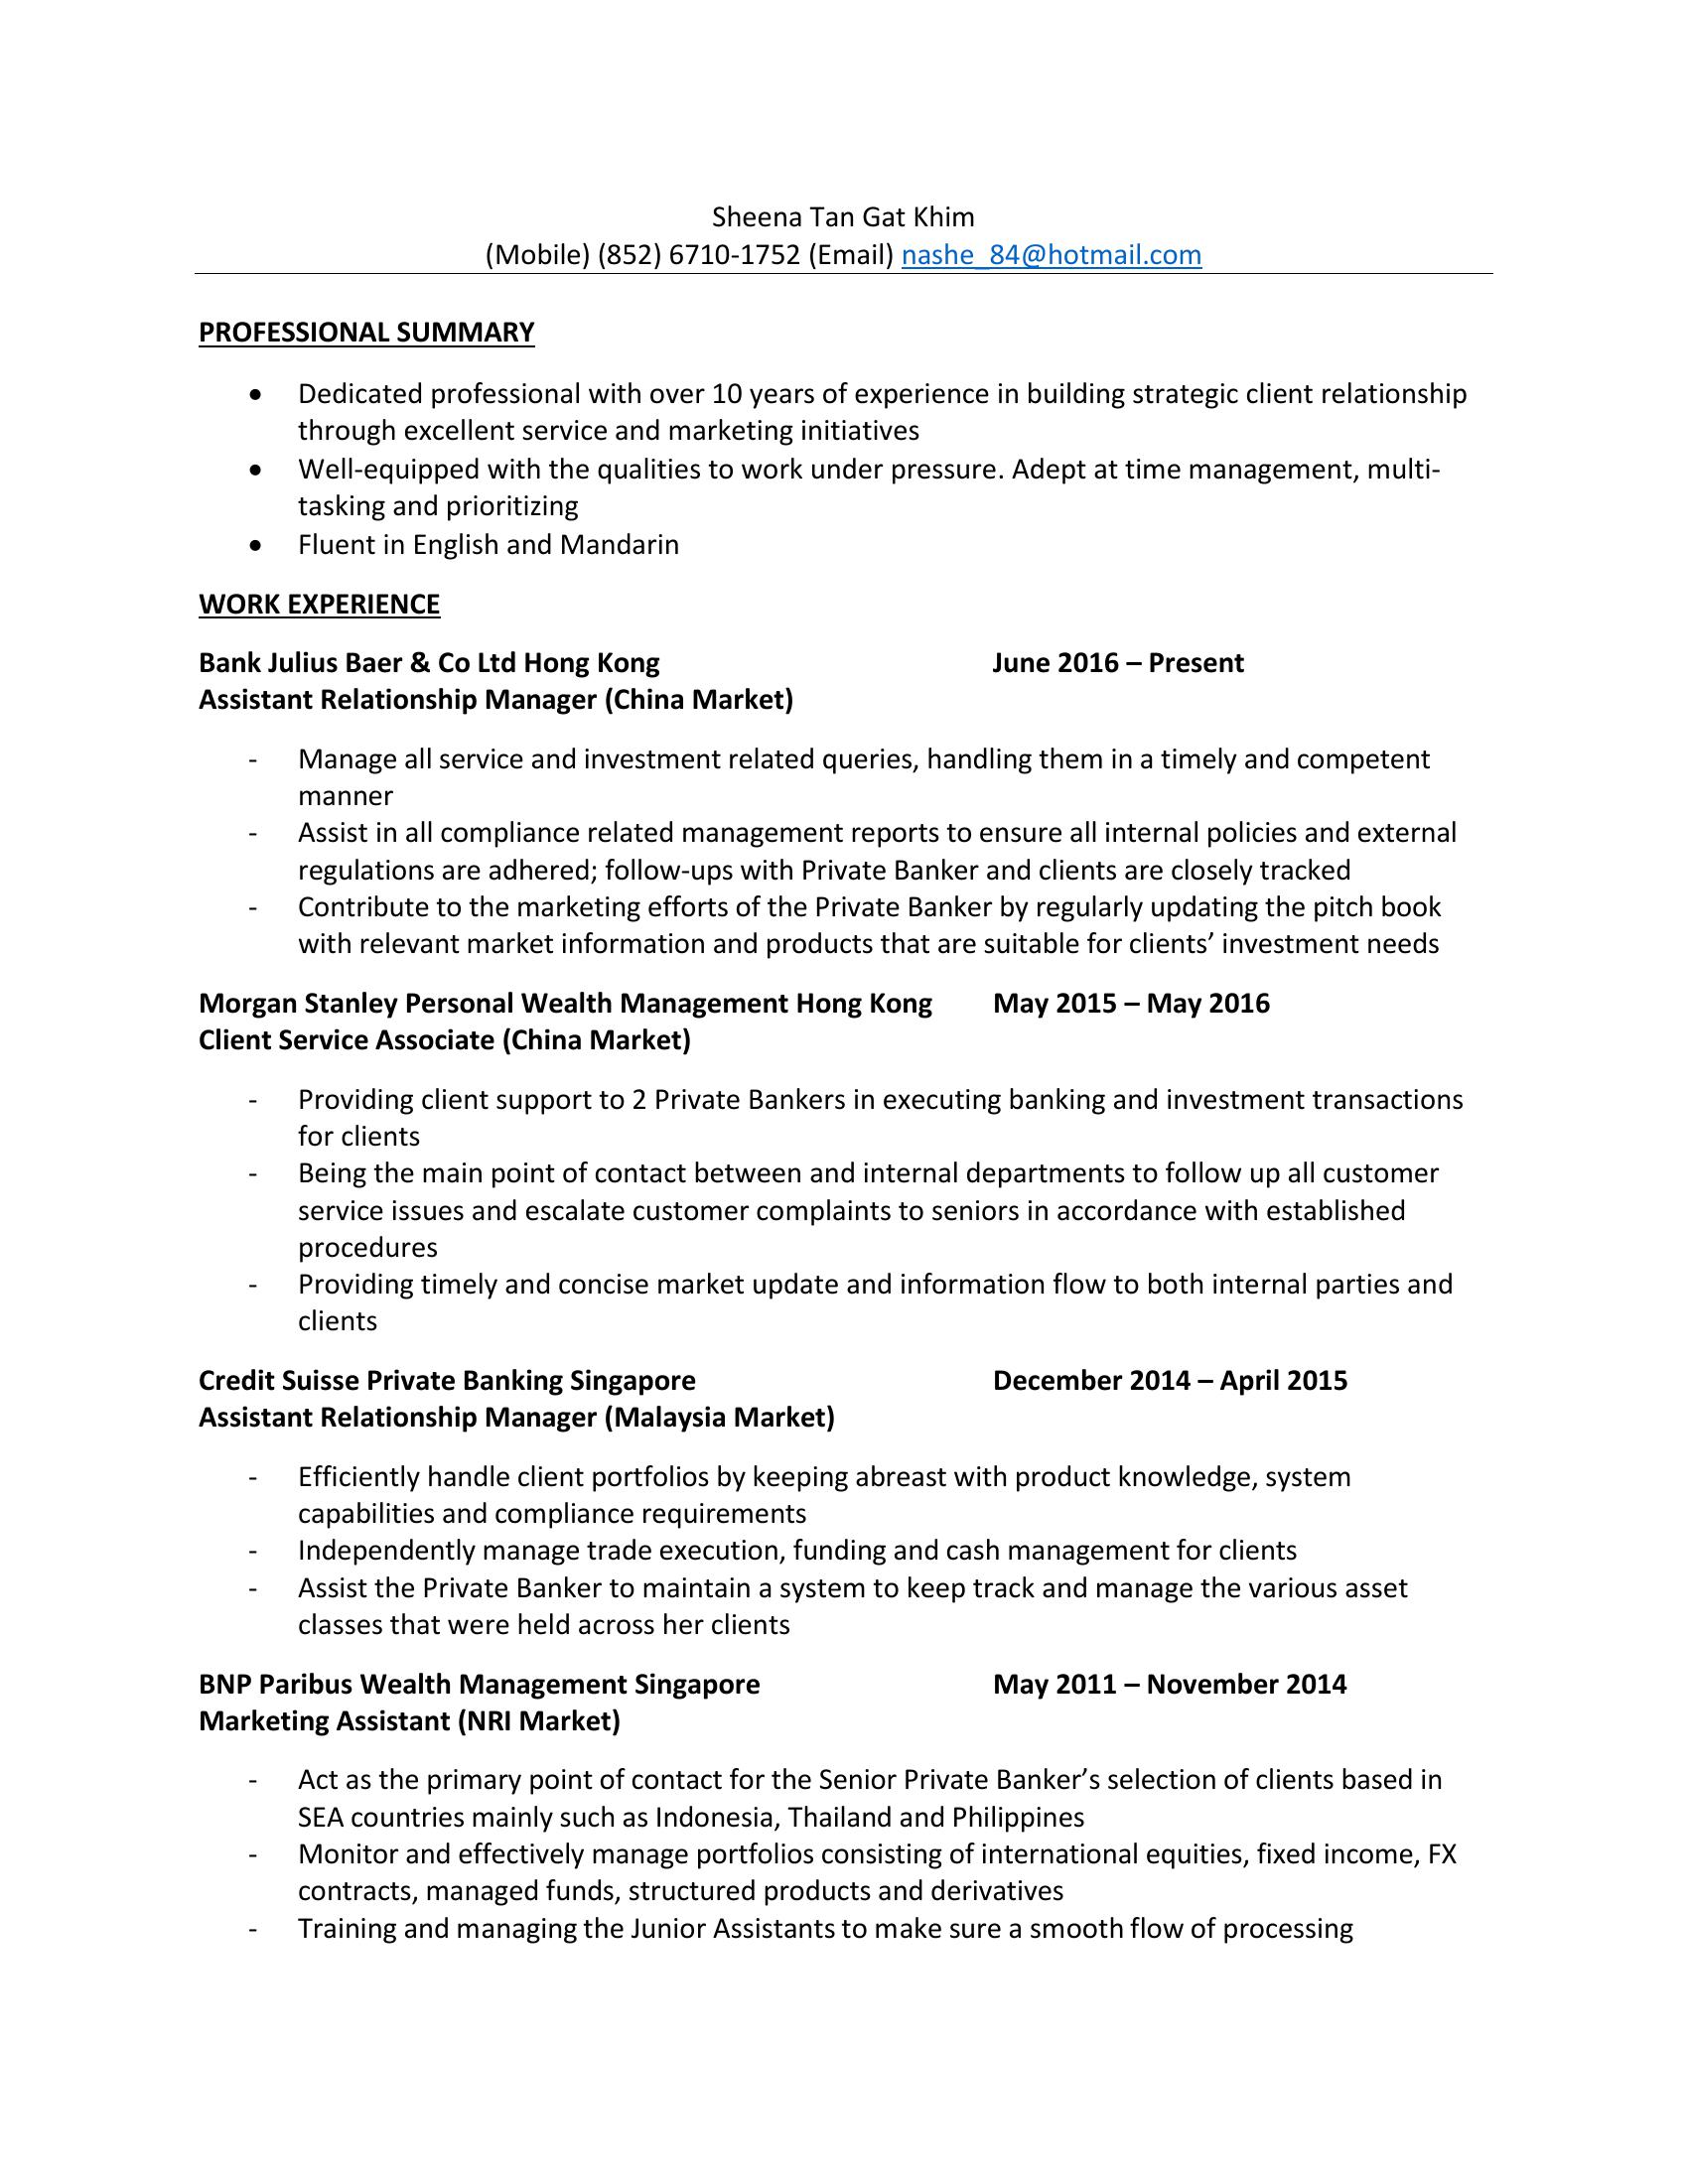 Sheena Tan Gat Khim
(Mobile) (852) 6710-1752 (Email) nashe_84@hotmail.com
PROFESSIONAL SUMMARY
• Dedicated professional with over 10 years of experience in building strategic client relationship
through excellent service and marketing initiatives
• Well-equipped with the qualities to work under pressure. Adept at time management, multi-
tasking and prioritizing
• Fluent in English and Mandarin
WORK EXPERIENCE
Bank Julius Baer & Co Ltd Hong Kong June 2016 – Present
Assistant Relationship Manager (China Market)
- Manage all service and investment related queries, handling them in a timely and competent
manner
- Assist in all compliance related management reports to ensure all internal policies and external
regulations are adhered; follow-ups with Private Banker and clients are closely tracked
- Contribute to the marketing efforts of the Private Banker by regularly updating the pitch book
with relevant market information and products that are suitable for clients’ investment needs
Morgan Stanley Personal Wealth Management Hong Kong May 2015 – May 2016
Client Service Associate (China Market)
- Providing client support to 2 Private Bankers in executing banking and investment transactions
for clients
- Being the main point of contact between and internal departments to follow up all customer
service issues and escalate customer complaints to seniors in accordance with established
procedures
- Providing timely and concise market update and information flow to both internal parties and
clients
Credit Suisse Private Banking Singapore December 2014 – April 2015
Assistant Relationship Manager (Malaysia Market)
- Efficiently handle client portfolios by keeping abreast with product knowledge, system
capabilities and compliance requirements
- Independently manage trade execution, funding and cash management for clients
- Assist the Private Banker to maintain a system to keep track and manage the various asset
classes that were held across her clients
BNP Paribus Wealth Management Singapore May 2011 – November 2014
Marketing Assistant (NRI Market)
- Act as the primary point of contact for the Senior Private Banker’s selection of clients based in
SEA countries mainly such as Indonesia, Thailand and Philippines
- Monitor and effectively manage portfolios consisting of international equities, fixed income, FX
contracts, managed funds, structured products and derivatives
- Training and managing the Junior Assistants to make sure a smooth flow of processing